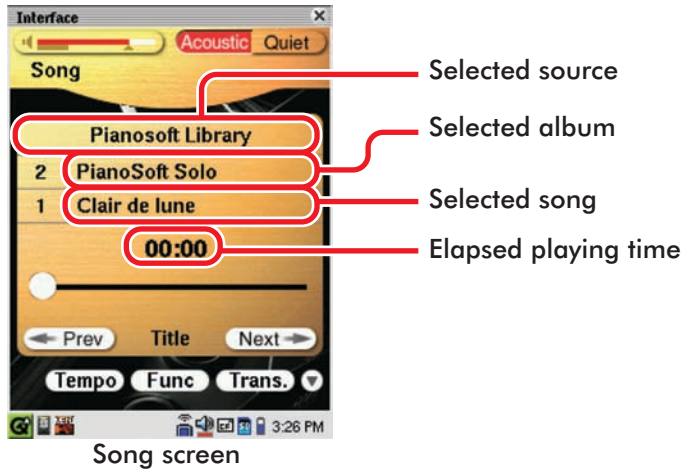 Interface
Acoustic Quiet
Song
Pianosoft Library
2 PianoSoft Solo
1 Clair de lune
00:00
Prev Title Next
Tempo Func Trans.
3:26 PM
Selected source
Selected album
Selected song
Elapsed playing time
Song screen